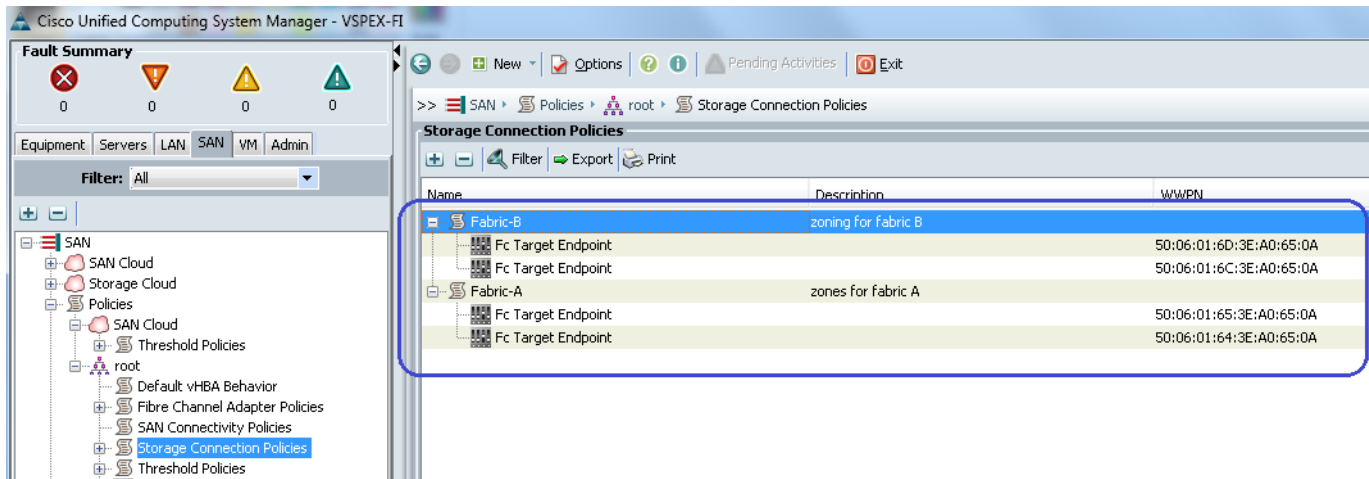 Cisco Unified Computing System Manager - VSPEX-FI
Fault Summary
0 0 0 0
New Options Pending Activities Exit
>> SAN Policies root Storage Connection Policies
Equipment Servers LAN SAN VM Admin
Filter: All
SAN
SAN Cloud
Storage Cloud
Policies
SAN Cloud
Threshold Policies
root
Default vHBA Behavior
Fibre Channel Adapter Policies
SAN Connectivity Policies
Storage Connection Policies
Threshold Policies
Storage Connection Policies
Filter Export Print
Name Description WWPN
Fabric-B zoning for fabric B
Fc Target Endpoint 50:06:01:6D:3E:A0:65:0A
Fc Target Endpoint 50:06:01:6C:3E:A0:65:0A
Fabric-A zones for fabric A
Fc Target Endpoint 50:06:01:65:3E:A0:65:0A
Fc Target Endpoint 50:06:01:64:3E:A0:65:0A